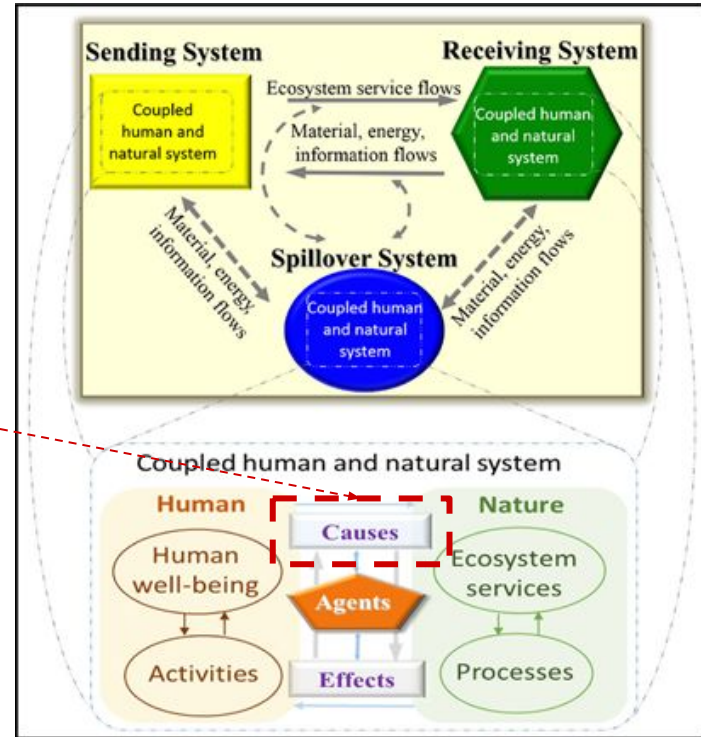 Sending System
Receiving System
Coupled
human and
natural system
Ecosystem service flows
Material, energy,
information flows
Coupled human
and natural
system
Material, energy,
information flows
Spillover System
Material, energy,
information flows
Coupled human
and natural
system
Coupled human and natural system
Human
Nature
Causes
Human
well-being
Ecosystem
services
Agents
Activities
Effects
Processes